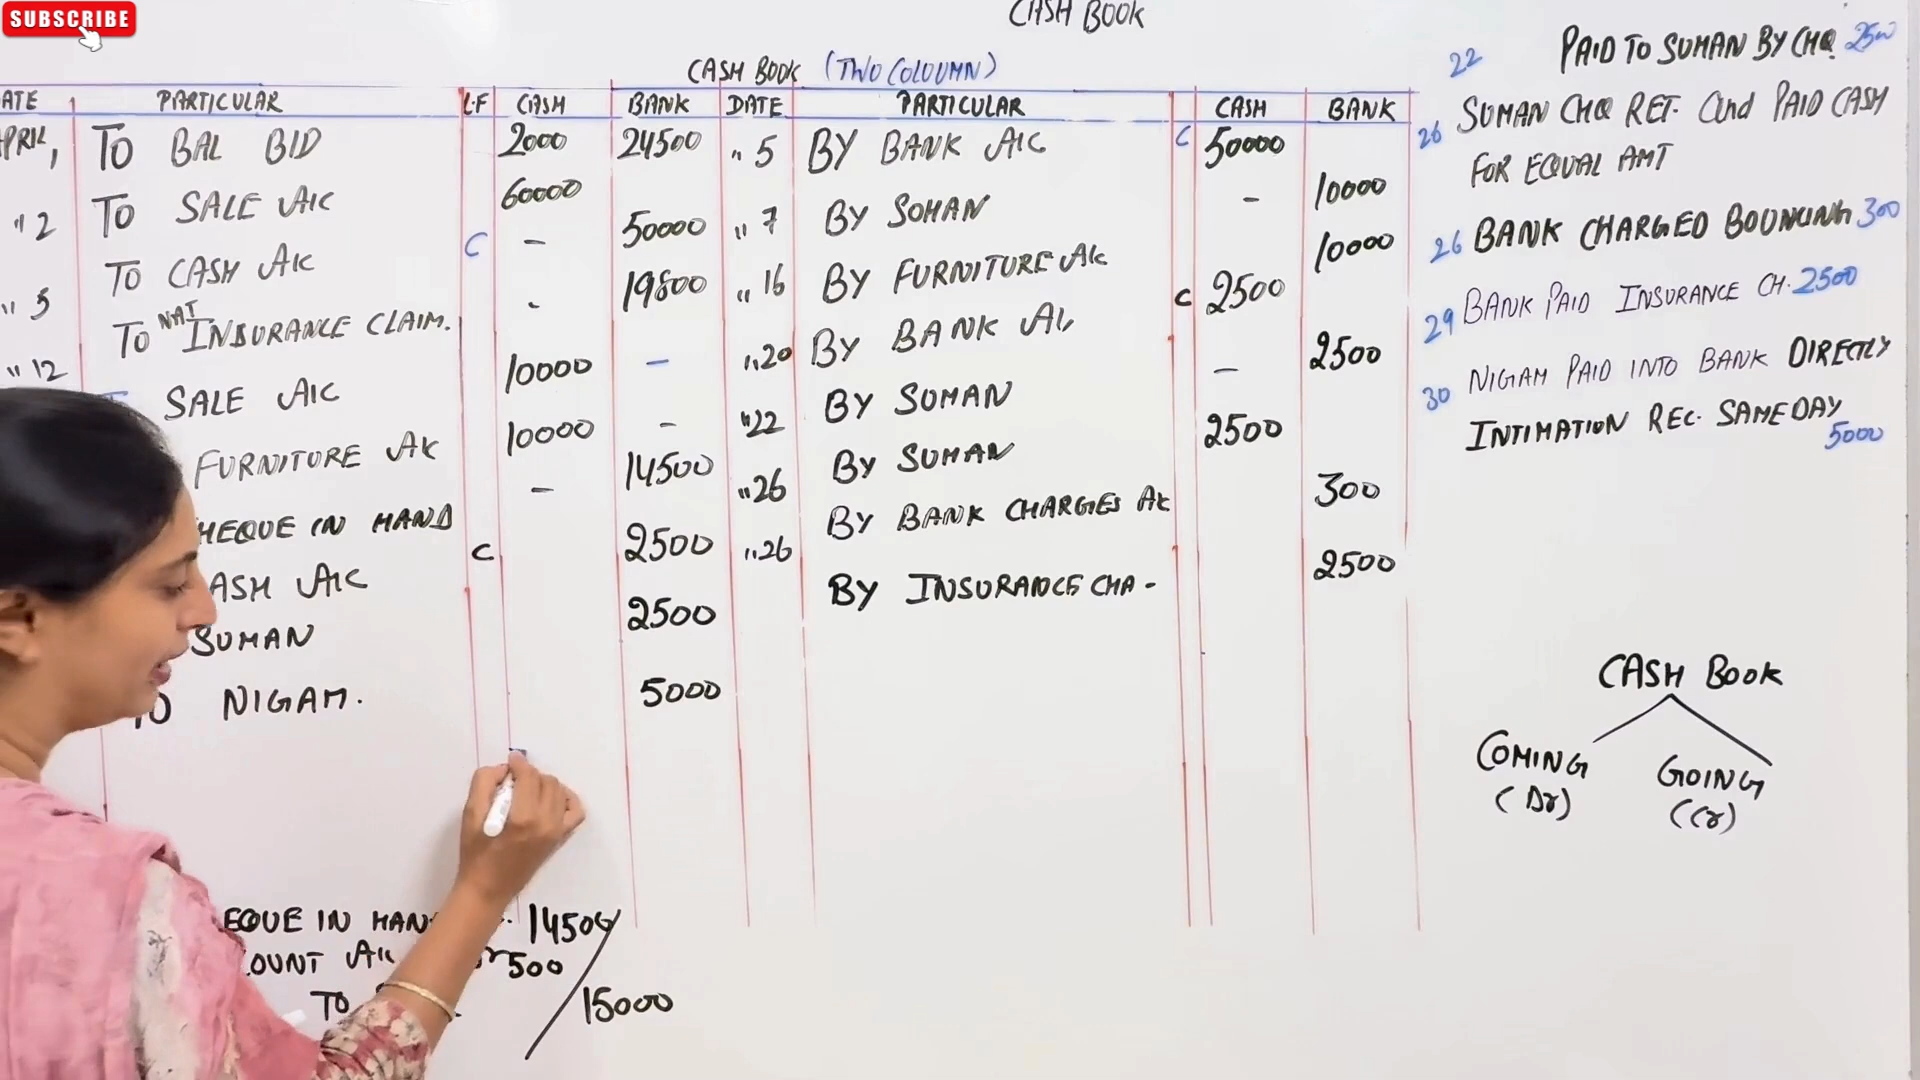 SUBSCRIBE
CASH BOOK
CASH BOOK (TWO COLOUMN)
ATE PARTICULAR L.F CASH BANK DATE PARTICULAR CASH BANK
PRIL, TO BAL B/D 2000 24500 " 5 BY BANK A/C C 50000
" 2 TO SALE A/C 60000 " 7 BY SOHAN - 10000
" 5 TO CASH A/C C - 50000 " 16 BY FURNITURE A/C 10000
" 12 TO NAT INSURANCE CLAIM. - 19800 " 20 BY BANK A/C C 2500
SALE A/C 10000 - " 22 BY SUMAN - 2500
FURNITURE A/C 10000 - " 26 BY SUMAN 2500
HEQUE IN HAND - 14500 " 26 BY BANK CHARGES A/C 300
ASH A/C C 2500 BY INSURANCE CHA - 2500
SUMAN 2500
TO NIGAM. 5000
EQUE IN HAN 14500
OUNT A/C 500
TO 15000
22 PAID TO SUMAN BY CHQ 2500
26 SUMAN CHQ RET. and PAID CASH
FOR EQUAL AMT
26 BANK CHARGED BOUNCING 300
29 BANK PAID INSURANCE CH. 2500
30 NIGAM PAID INTO BANK DIRECTLY
INTIMATION REC. SAME DAY
5000
CASH BOOK
COMING GOING
(Dr) (Cr)